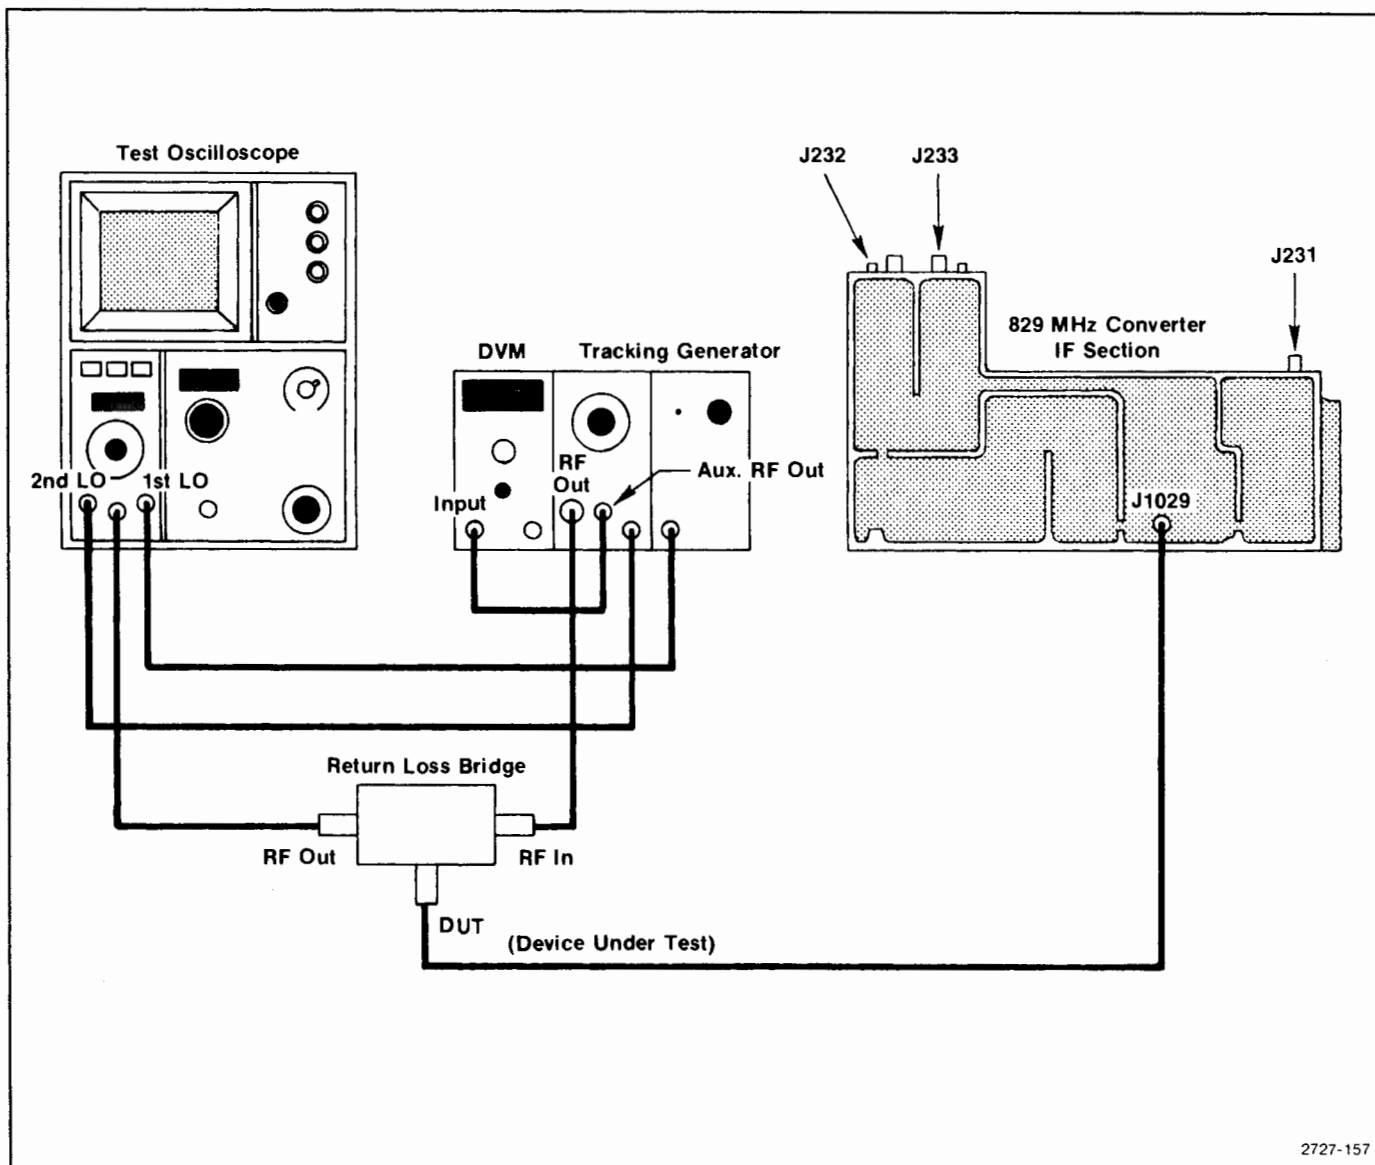 Test Oscilloscope
J232
J233
J231
829 MHz Converter
IF Section
DVM
Tracking Generator
2nd LO
1st LO
Input
RF
Out
Aux. RF Out
J1029
Return Loss Bridge
RF Out
RF In
DUT
(Device Under Test)
2727-157